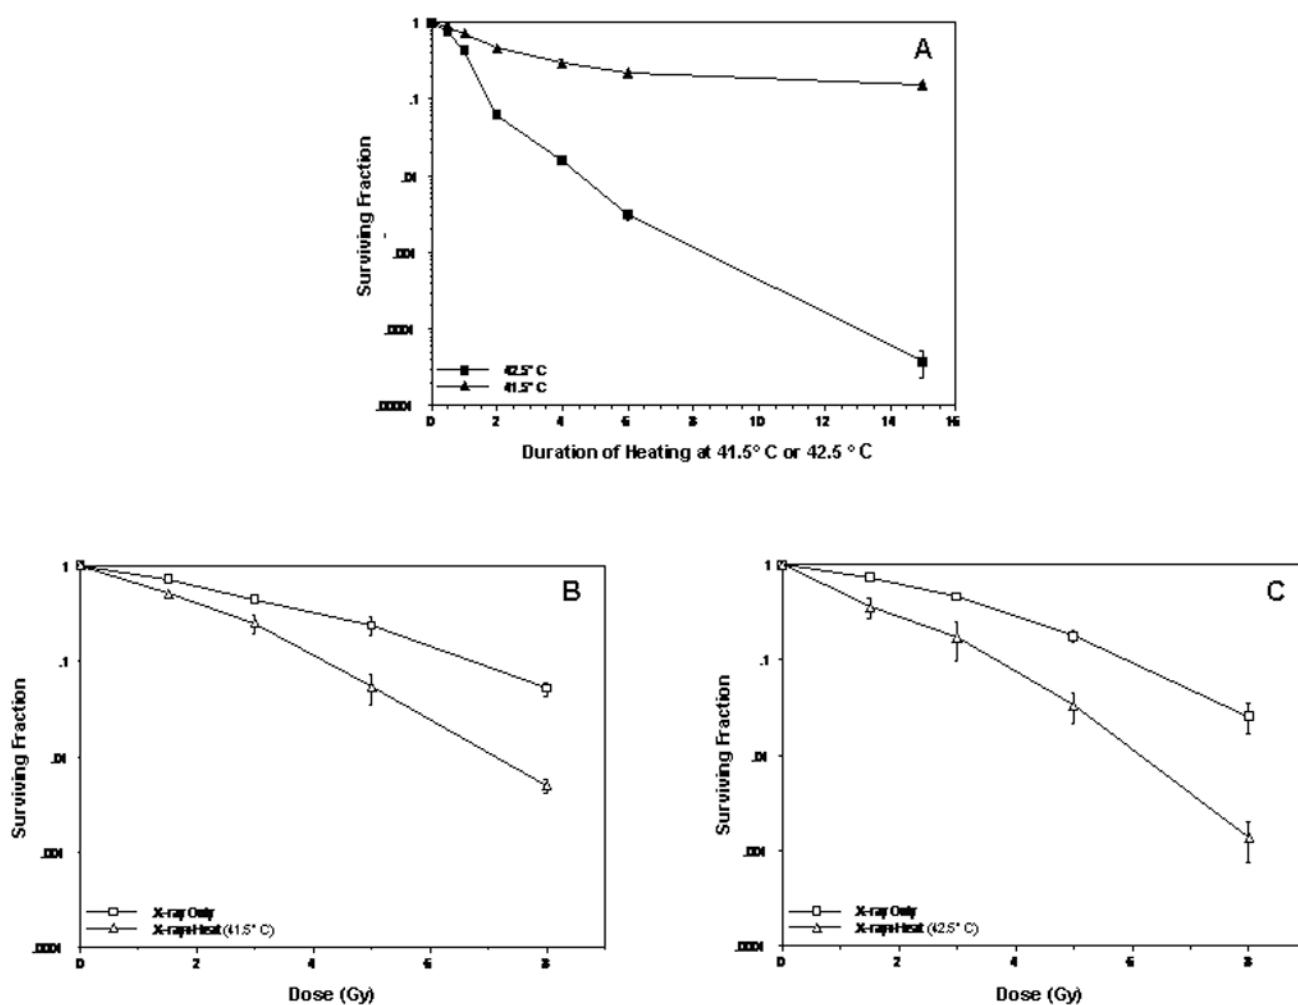 A
1
.1
.01
.001
.0001
.00001
Surviving Fraction
42.5° C
41.5° C
0 2 4 6 8 10 12 14 16
Duration of Heating at 41.5° C or 42.5 ° C
B
1
.1
.01
.001
.0001
Surviving Fraction
X-ray Only
X-ray+Heat (41.5° C)
0 2 4 6 8
Dose (Gy)
C
1
.1
.01
.001
.0001
Surviving Fraction
X-ray Only
X-ray+Heat (42.5° C)
0 2 4 6 8
Dose (Gy)